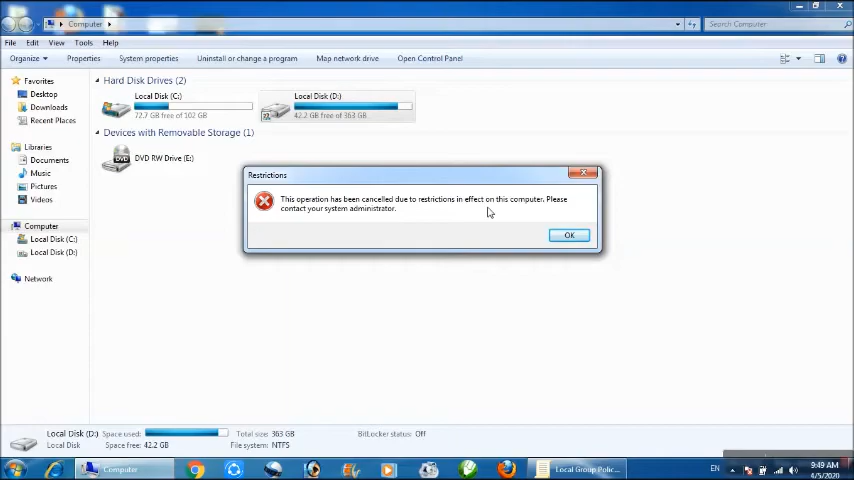 Computer
Search Computer
File Edit View Tools Help
Organize Properties System properties Uninstall or change a program Map network drive Open Control Panel
Favorites
Desktop
Downloads
Recent Places
Libraries
Documents
Music
Pictures
Videos
Computer
Local Disk (C:)
Local Disk (D:)
Network
Hard Disk Drives (2)
Local Disk (C:)
72.7 GB free of 102 GB
Local Disk (D:)
42.2 GB free of 363 GB
Devices with Removable Storage (1)
DVD RW Drive (E:)
DVD
Restrictions
This operation has been cancelled due to restrictions in effect on this computer. Please
contact your system administrator.
OK
Local Disk (D:) Space used: Total size: 363 GB BitLocker status: Off
Local Disk Space free: 42.2 GB File system: NTFS
Computer
Local Group Polic...
EN
9:49 AM
4/5/2020